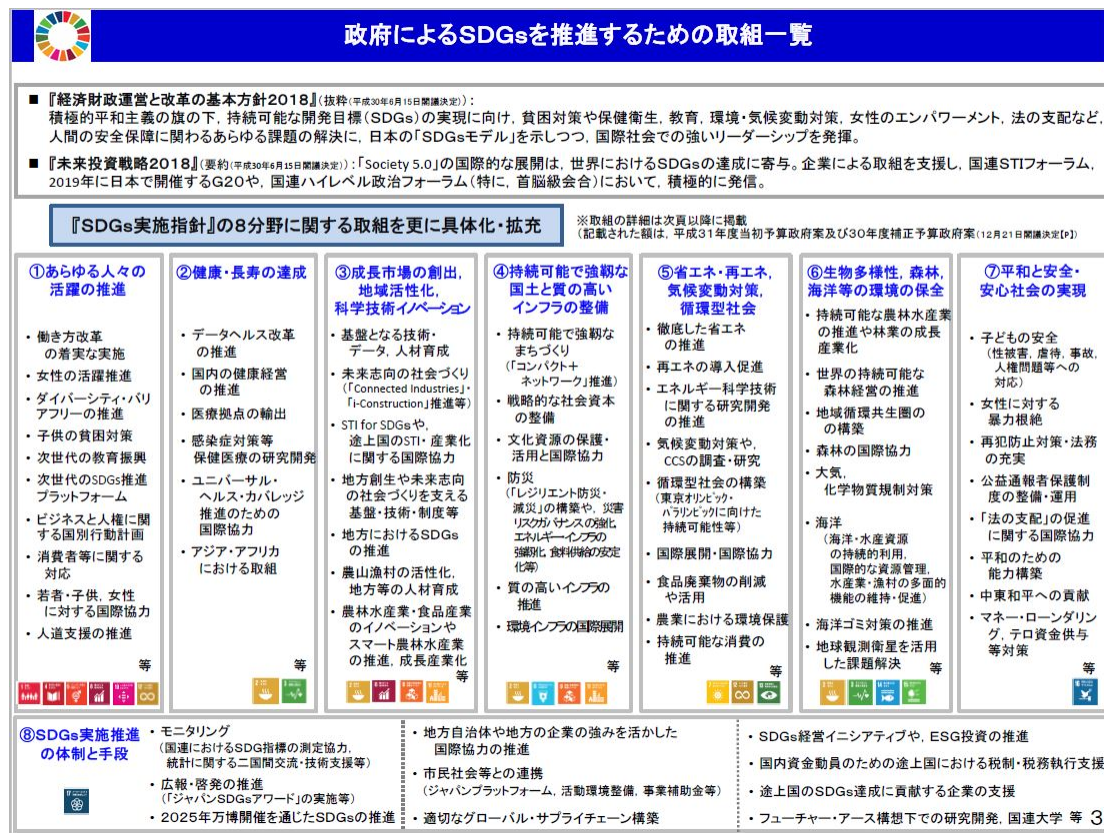 政府によるSDGsを推進するための取組一覧
■ 『経済財政運営と改革の基本方針2018』(抜粋(平成30年6月15日閣議決定)):
積極的平和主義の旗の下,持続可能な開発目標(SDGs)の実現に向け,貧困対策や保健衛生,教育,環境・気候変動対策,女性のエンパワーメント,法の支配など,
人間の安全保障に関わるあらゆる課題の解決に,日本の「SDGsモデル」を示しつつ,国際社会での強いリーダーシップを発揮。
■ 『未来投資戦略2018』(要約(平成30年6月15日閣議決定)):「Society 5.0」の国際的な展開は,世界におけるSDGsの達成に寄与。企業による取組を支援し,国連STIフォーラム,
2019年に日本で開催するG20や,国連ハイレベル政治フォーラム(特に,首脳級会合)において,積極的に発信。
『SDGs実施指針』の8分野に関する取組を更に具体化・拡充
※取組の詳細は次頁以降に掲載
(記載された額は,平成31年度当初予算政府案及び30年度補正予算政府案(12月21日閣議決定【P】)
①あらゆる人々の
活躍の推進
・ 働き方改革
の着実な実施
・ 女性の活躍推進
・ ダイバーシティ・バリ
アフリーの推進
・ 子供の貧困対策
・ 次世代の教育振興
・ 次世代のSDGs推進
プラットフォーム
・ ビジネスと人権に関
する国別行動計画
・ 消費者等に関する
対応
・ 若者・子供,女性
に対する国際協力
・ 人道支援の推進
等
②健康・長寿の達成
・ データヘルス改革
の推進
・ 国内の健康経営
の推進
・ 医療拠点の輸出
・ 感染症対策等
保健医療の研究開発
・ ユニバーサル・
ヘルス・カバレッジ
推進のための
国際協力
・ アジア・アフリカ
における取組
等
③成長市場の創出,
地域活性化,
科学技術イノベーション
・ 基盤となる技術・
データ,人材育成
・ 未来志向の社会づくり
(「Connected Industries」・
「i-Construction」推進等)
・ STI for SDGsや,
途上国のSTI・産業化
に関する国際協力
・ 地方創生や未来志向
の社会づくりを支える
基盤・技術・制度等
・ 地方におけるSDGs
の推進
・ 農山漁村の活性化,
地方等の人材育成
・ 農林水産業・食品産業
のイノベーションや
スマート農林水産業
の推進,成長産業化
等
④持続可能で強靱な
国土と質の高い
インフラの整備
・ 持続可能で強靱な
まちづくり
(「コンパクト+
ネットワーク」推進)
・ 戦略的な社会資本
の整備
・ 文化資源の保護・
活用と国際協力
・ 防災
(「レジリエント防災・
減災」の構築や,災害
リスクガバナンスの強化,
エネルギー・インフラの
強靱化,食料供給の安定
化等)
・ 質の高いインフラの
推進
・ 環境インフラの国際展開
等
⑤省エネ・再エネ,
気候変動対策,
循環型社会
・ 徹底した省エネ
の推進
・ 再エネの導入促進
・ エネルギー科学技術
に関する研究開発
の推進
・ 気候変動対策や,
CCSの調査・研究
・ 循環型社会の構築
(東京オリンピック・
パラリンピックに向けた
持続可能性等)
・ 国際展開・国際協力
・ 食品廃棄物の削減
や活用
・ 農業における環境保護
・ 持続可能な消費の
推進
等
⑥生物多様性,森林,
海洋等の環境の保全
・ 持続可能な農林水産業
の推進や林業の成長
産業化
・ 世界の持続可能な
森林経営の推進
・ 地域循環共生圏の
の構築
・ 森林の国際協力
・ 大気,
化学物質規制対策
・ 海洋
(海洋・水産資源
の持続的利用,
国際的な資源管理,
水産業・漁村の多面的
機能の維持・促進)
・ 海洋ゴミ対策の推進
・ 地球観測衛星を活用
した課題解決
等
⑦平和と安全・
安心社会の実現
・ 子どもの安全
(性被害,虐待,事故,
人権問題等への
対応)
・ 女性に対する
暴力根絶
・ 再犯防止対策・法務
の充実
・ 公益通報者保護制
度の整備・運用
・ 「法の支配」の促進
に関する国際協力
・ 平和のための
能力構築
・ 中東和平への貢献
・ マネー・ローンダリン
グ,テロ資金供与
等対策
等
⑧SDGs実施推進
の体制と手段
・ モニタリング
(国連におけるSDG指標の測定協力,
統計に関する二国間交流・技術支援等)
・ 広報・啓発の推進
(「ジャパンSDGsアワード」の実施等)
・ 2025年万博開催を通じたSDGsの推進
・ 地方自治体や地方の企業の強みを活かした
国際協力の推進
・ 市民社会等との連携
(ジャパンプラットフォーム,活動環境整備,事業補助金等)
・ 適切なグローバル・サプライチェーン構築
・ SDGs経営イニシアティブや,ESG投資の推進
・ 国内資金動員のための途上国における税制・税務執行支援
・ 途上国のSDGs達成に貢献する企業の支援
・ フューチャー・アース構想下での研究開発,国連大学 等
3